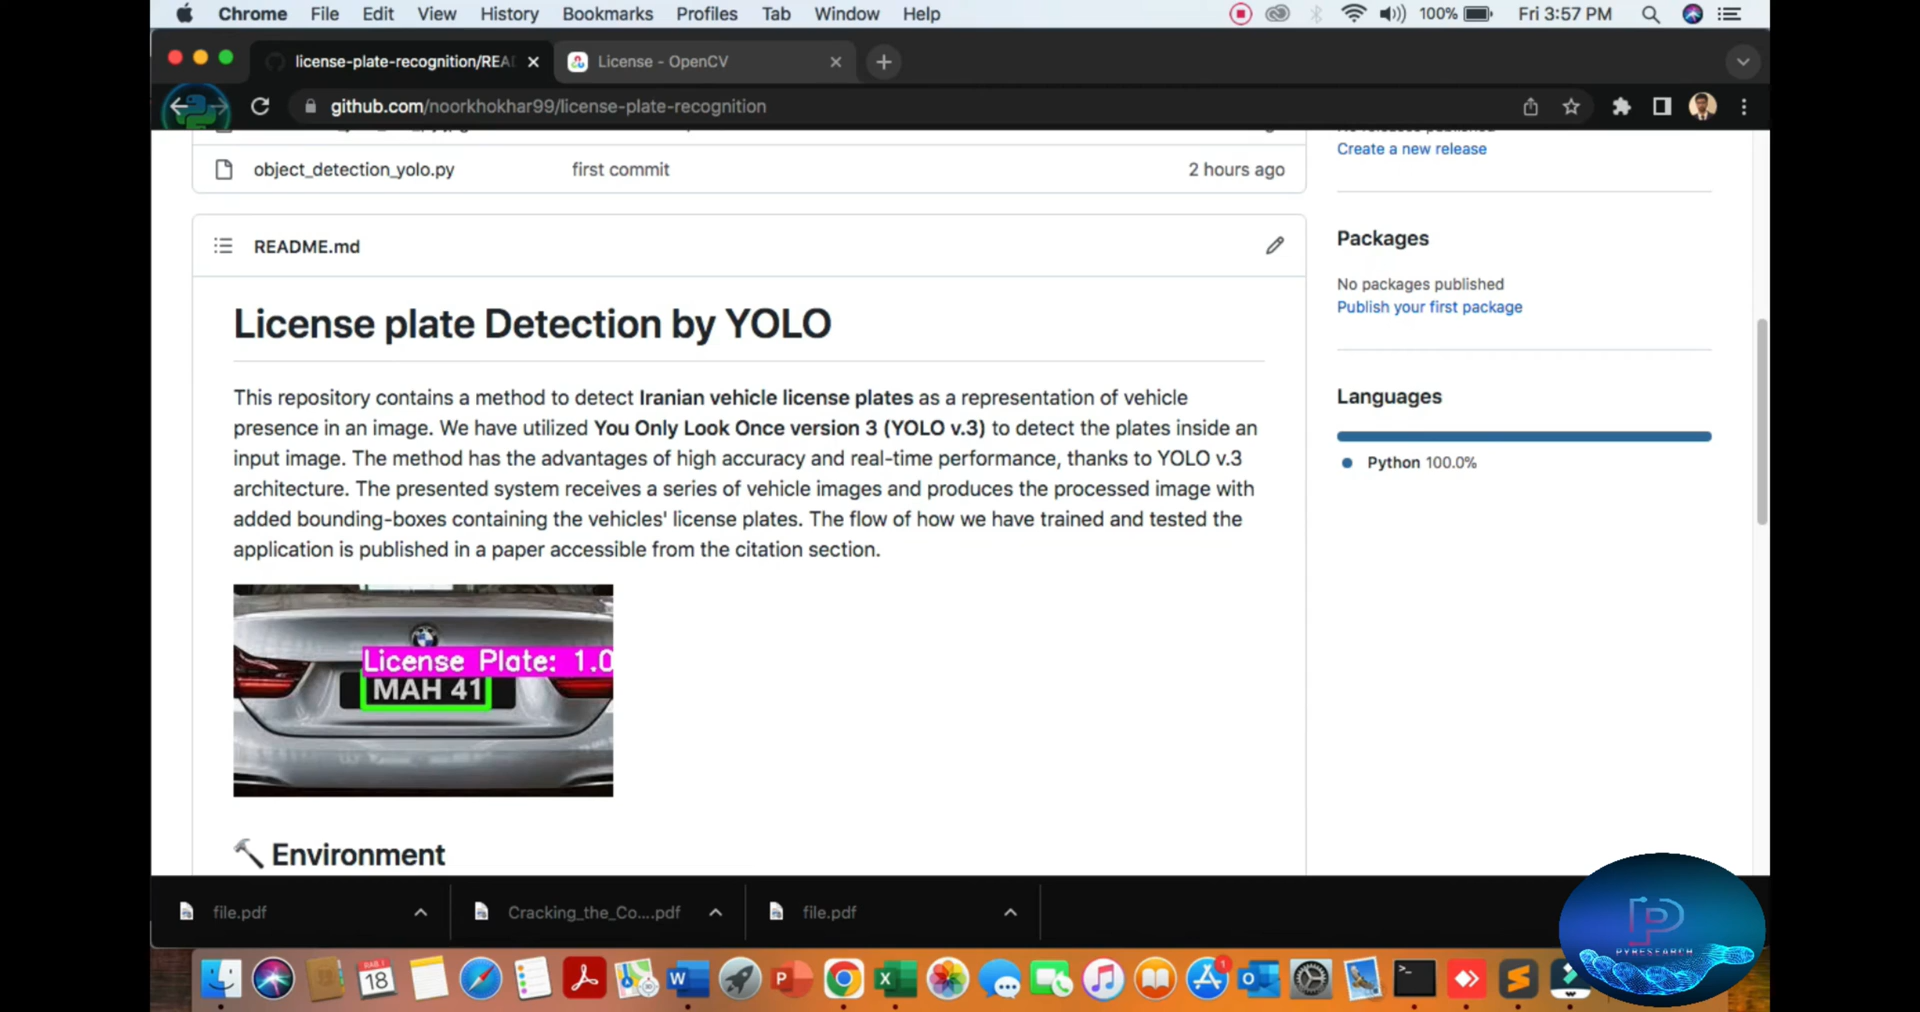 Chrome File Edit View History Bookmarks Profiles Tab Window Help 100% Fri 3:57 PM
license-plate-recognition/REA License - OpenCV
github.com/noorkhokhar99/license-plate-recognition
Create a new release
object_detection_yolo.py first commit 2 hours ago
README.md
Packages
No packages published
Publish your first package
License plate Detection by YOLO
Languages
Python 100.0%
This repository contains a method to detect Iranian vehicle license plates as a representation of vehicle
presence in an image. We have utilized You Only Look Once version 3 (YOLO v.3) to detect the plates inside an
input image. The method has the advantages of high accuracy and real-time performance, thanks to YOLO v.3
architecture. The presented system receives a series of vehicle images and produces the processed image with
added bounding-boxes containing the vehicles' license plates. The flow of how we have trained and tested the
application is published in a paper accessible from the citation section.
License Plate: 1.0
MAH 41
Environment
file.pdf Cracking_the_Co....pdf file.pdf
PYRESEARCH
18